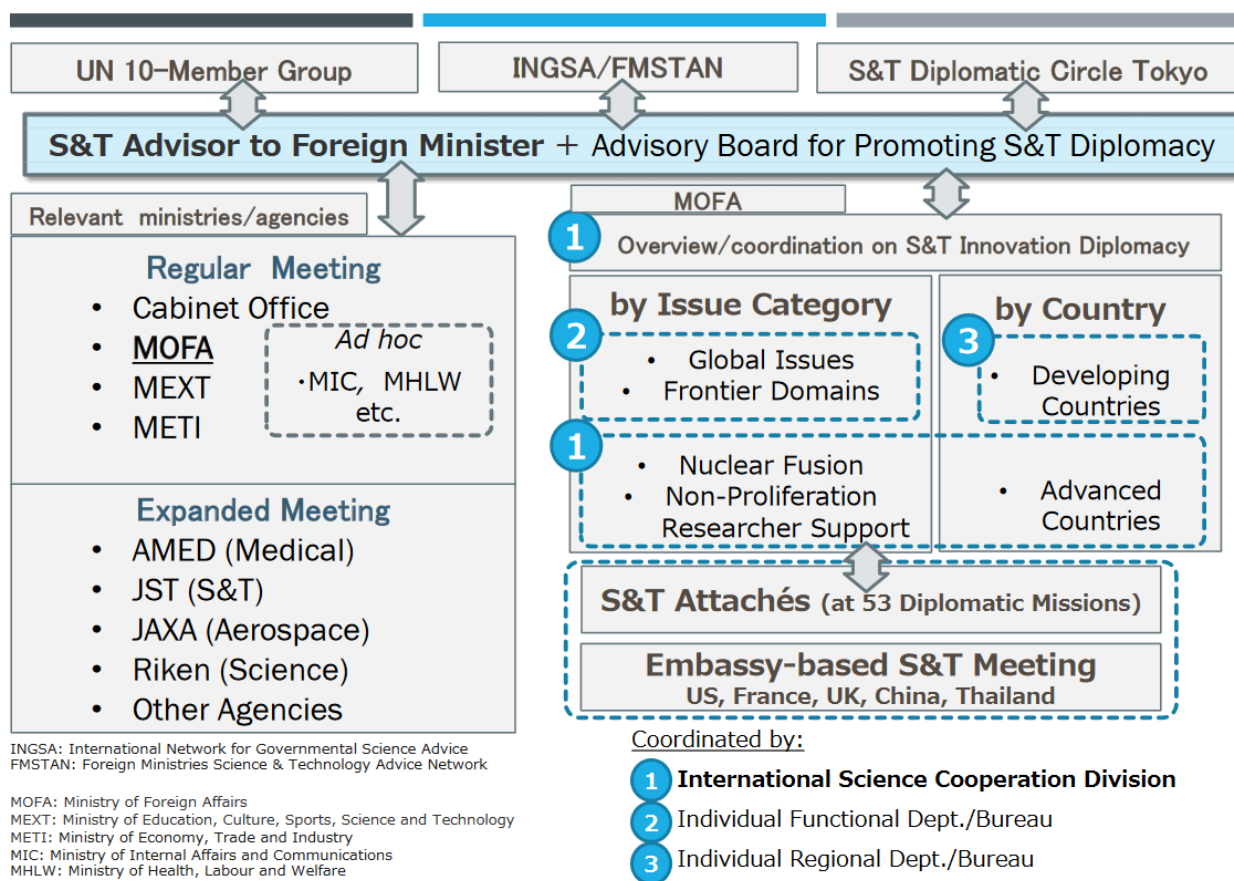 UN 10-Member Group
INGSA/FMSTAN
S&T Diplomatic Circle Tokyo
S&T Advisor to Foreign Minister + Advisory Board for Promoting S&T Diplomacy
Relevant ministries/agencies
Regular Meeting
• Cabinet Office
• MOFA
• MEXT
• METI
Ad hoc
・MIC, MHLW
etc.
Expanded Meeting
• AMED (Medical)
• JST (S&T)
• JAXA (Aerospace)
• Riken (Science)
• Other Agencies
MOFA
1
Overview/coordination on S&T Innovation Diplomacy
by Issue Category
2
• Global Issues
• Frontier Domains
1
• Nuclear Fusion
• Non-Proliferation
Researcher Support
by Country
3
• Developing
Countries
• Advanced
Countries
S&T Attachés (at 53 Diplomatic Missions)
Embassy-based S&T Meeting
US, France, UK, China, Thailand
Coordinated by:
1 International Science Cooperation Division
2 Individual Functional Dept./Bureau
3 Individual Regional Dept./Bureau
INGSA: International Network for Governmental Science Advice
FMSTAN: Foreign Ministries Science & Technology Advice Network
MOFA: Ministry of Foreign Affairs
MEXT: Ministry of Education, Culture, Sports, Science and Technology
METI: Ministry of Economy, Trade and Industry
MIC: Ministry of Internal Affairs and Communications
MHLW: Ministry of Health, Labour and Welfare